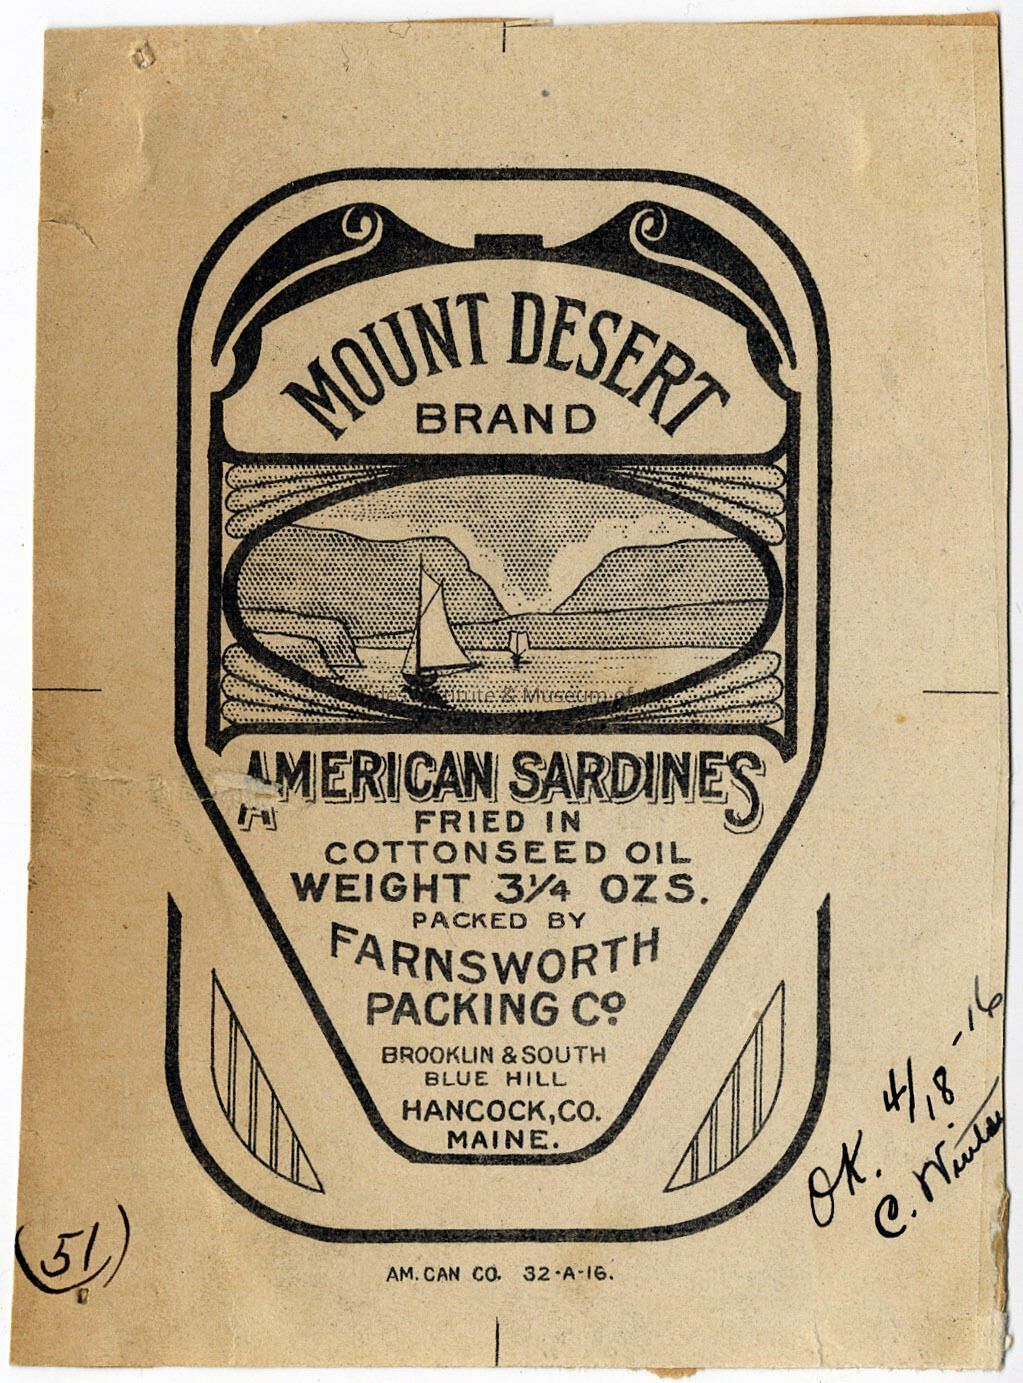 MOUNT DESERT
BRAND
AMERICAN SARDINES
FRIED IN
COTTONSEED OIL
WEIGHT 3¼ OZS.
PACKED BY
FARNSWORTH
PACKING Cº
BROOKLIN & SOUTH
BLUE HILL
HANCOCK, CO.
MAINE.
OK. 4/18-16
C. Winter
(51)
AM. CAN CO. 32-A-16.